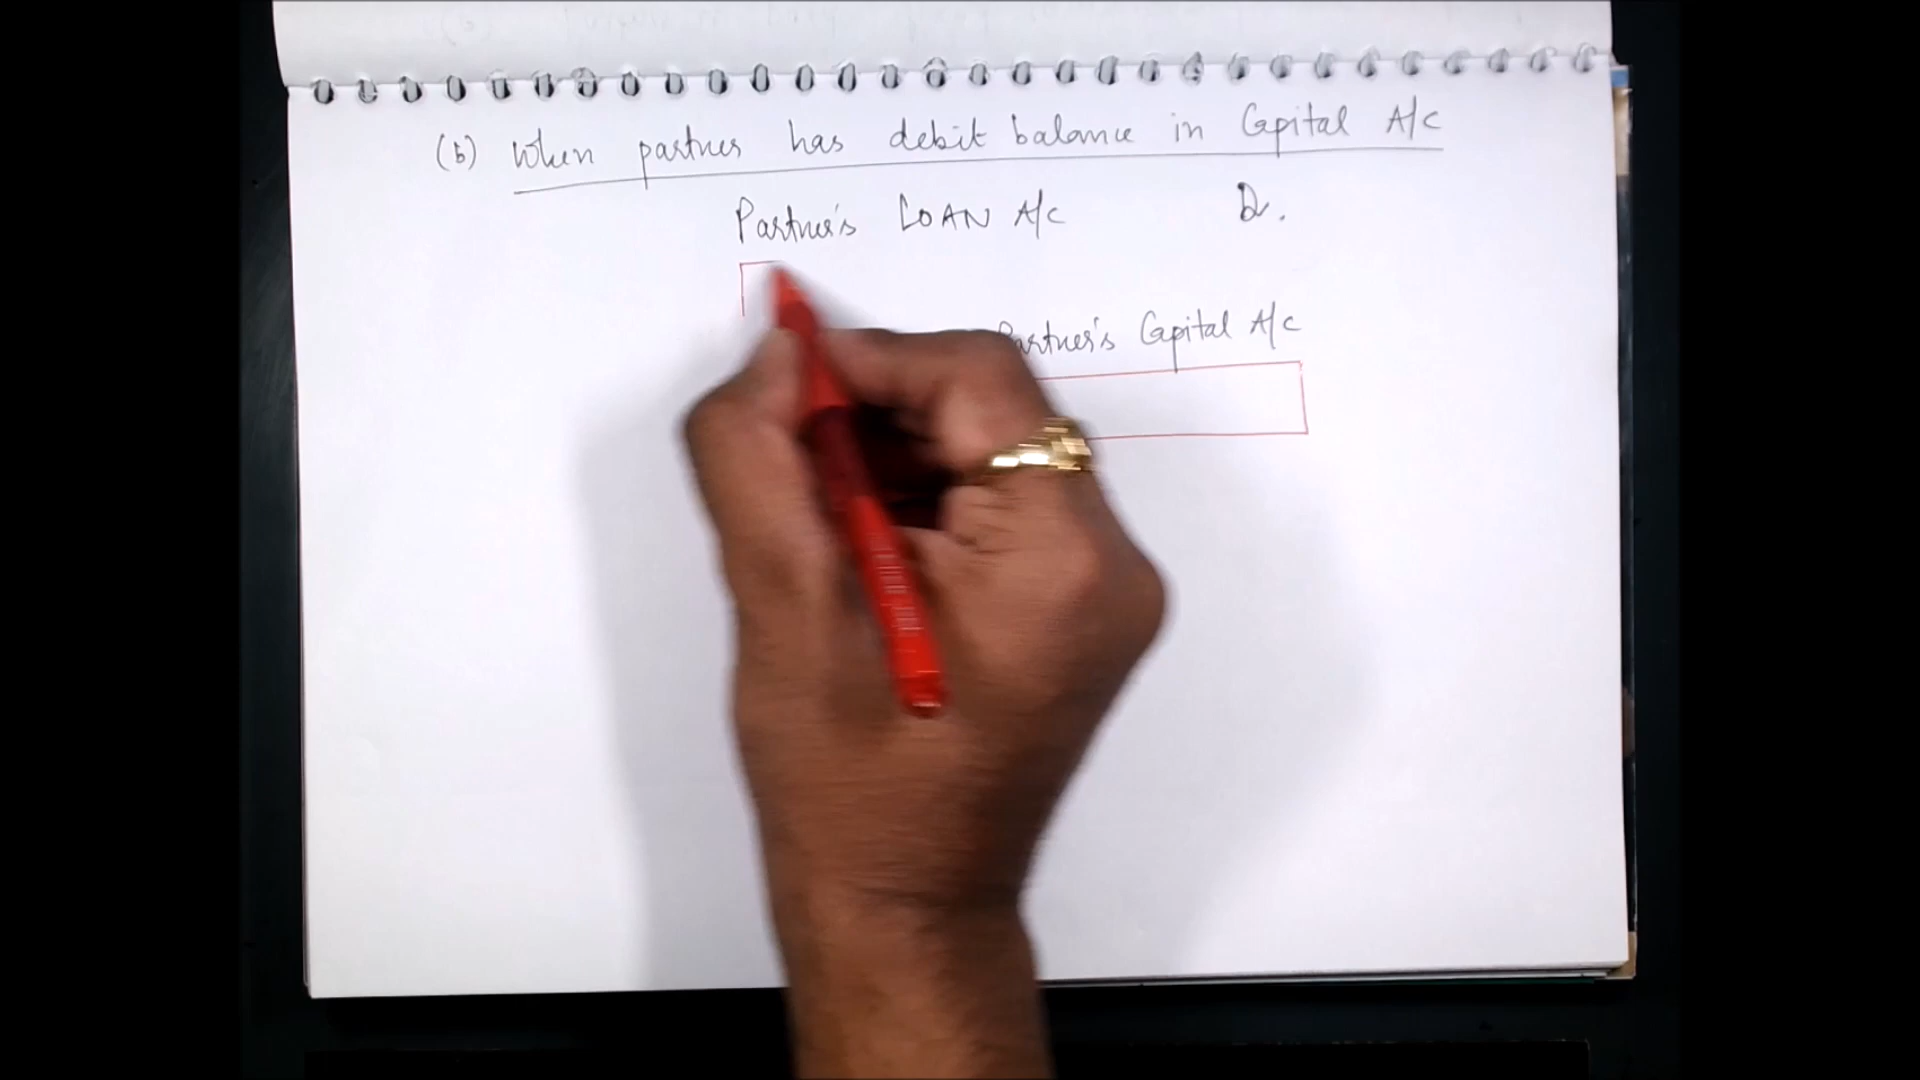 (b) When partner has debit balance in Capital A/c
Partner's LOAN A/c Dr.
Partner's Capital A/c